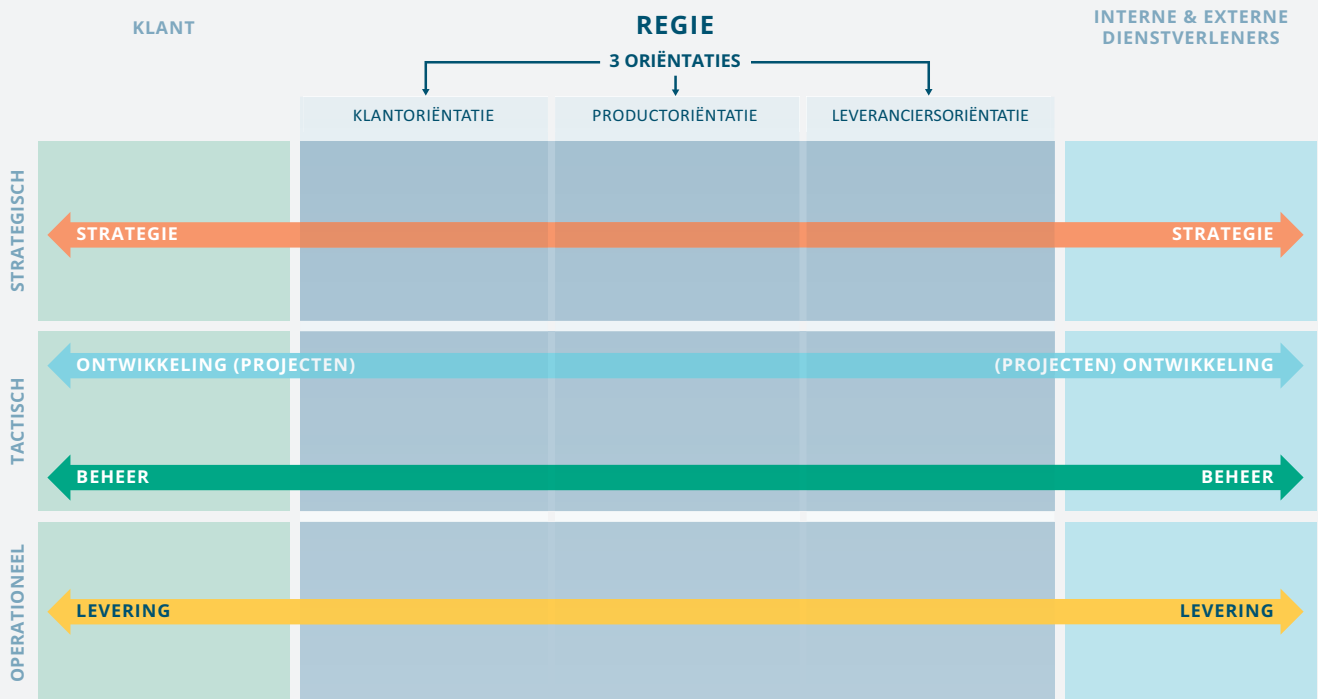 KLANT
REGIE
INTERNE & EXTERNE
DIENSTVERLENERS
3 ORIËNTATIES
KLANTORIËNTATIE
PRODUCTORIËNTATIE
LEVERANCIERSORIËNTATIE
STRATEGISCH
STRATEGIE
STRATEGIE
TACTISCH
ONTWIKKELING (PROJECTEN)
(PROJECTEN) ONTWIKKELING
BEHEER
BEHEER
OPERATIONEEL
LEVERING
LEVERING